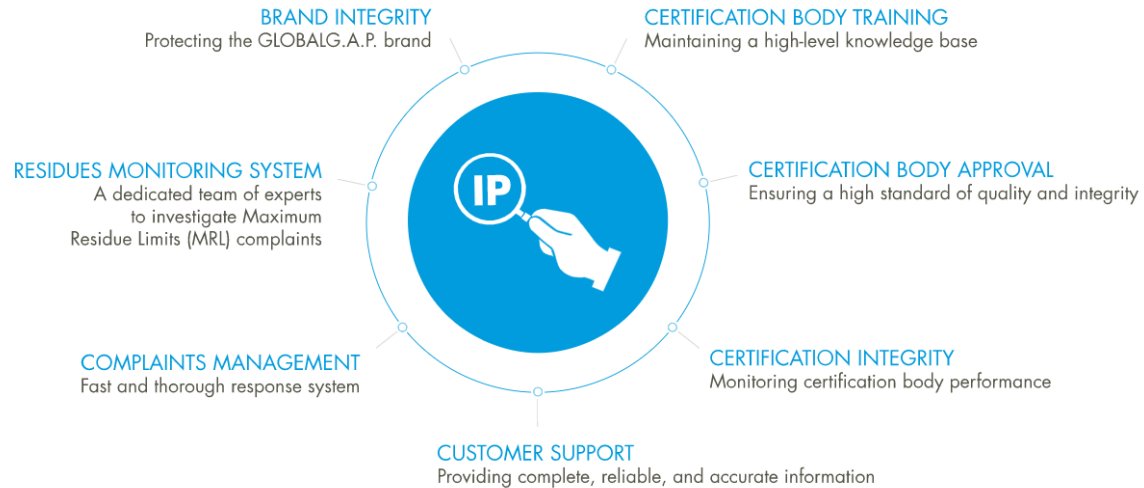 BRAND INTEGRITY
Protecting the GLOBALG.A.P. brand
CERTIFICATION BODY TRAINING
Maintaining a high-level knowledge base
RESIDUES MONITORING SYSTEM
A dedicated team of experts
to investigate Maximum
Residue Limits (MRL) complaints
IP
CERTIFICATION BODY APPROVAL
Ensuring a high standard of quality and integrity
COMPLAINTS MANAGEMENT
Fast and thorough response system
CERTIFICATION INTEGRITY
Monitoring certification body performance
CUSTOMER SUPPORT
Providing complete, reliable, and accurate information